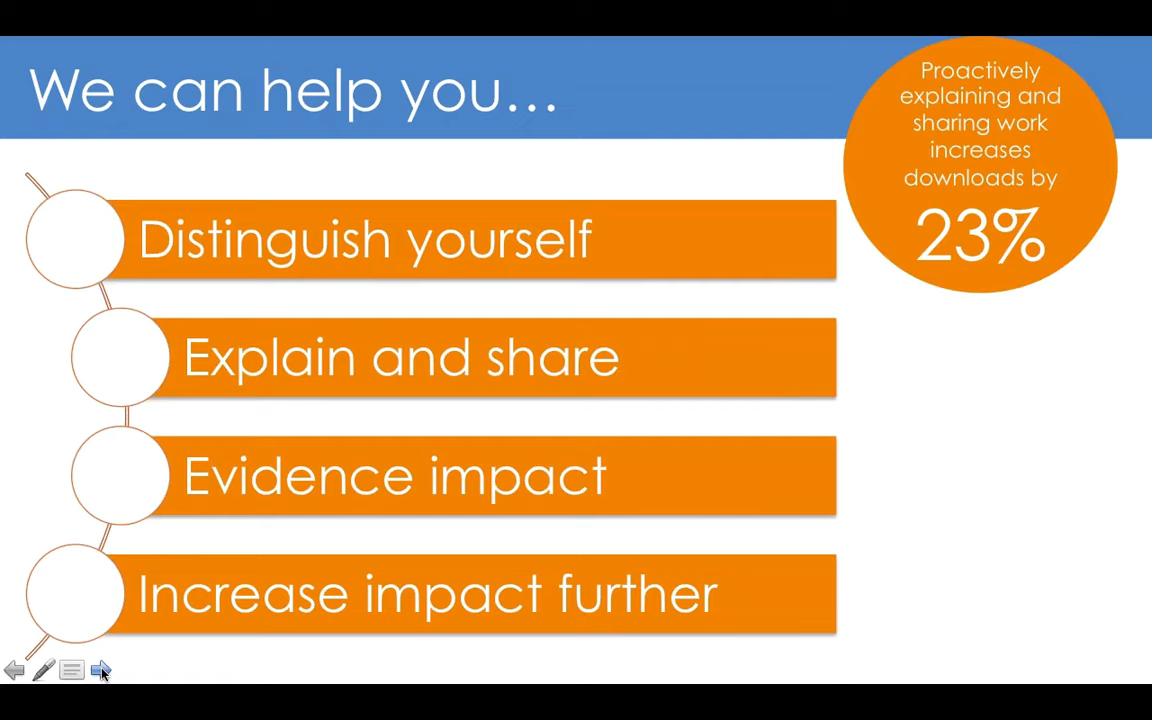 We can help you...
Proactively
explaining and
sharing work
increases
downloads by
23%
Distinguish yourself
Explain and share
Evidence impact
Increase impact further